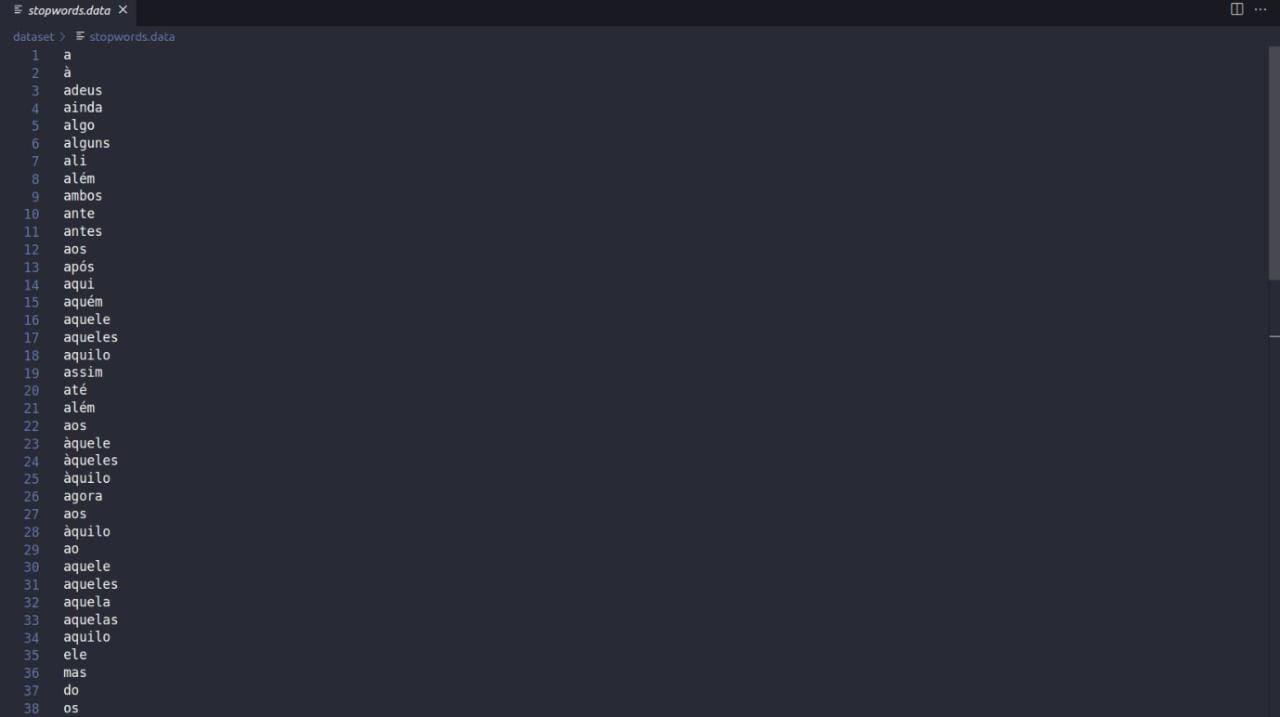 stopwords.data
dataset > stopwords.data
1 a
2 à
3 adeus
4 ainda
5 algo
6 alguns
7 ali
8 além
9 ambos
10 ante
11 antes
12 aos
13 após
14 aqui
15 aquém
16 aquele
17 aqueles
18 aquilo
19 assim
20 até
21 além
22 aos
23 àquele
24 àqueles
25 àquilo
26 agora
27 aos
28 àquilo
29 ao
30 aquele
31 aqueles
32 aquela
33 aquelas
34 aquilo
35 ele
36 mas
37 do
38 os